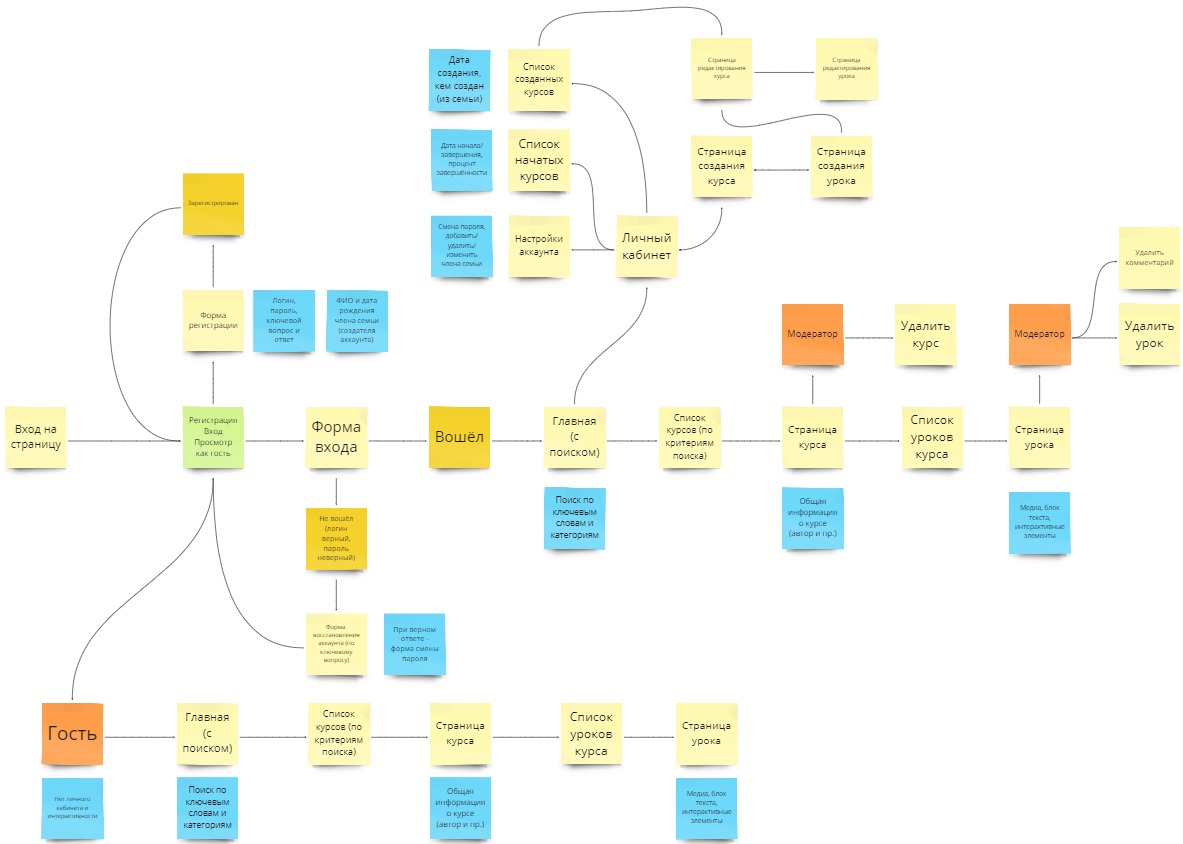 Дата
создания,
кем создан
(из семьи)
Список
созданных
курсов
Страница
редактирования
курса
Страница
редактирования
урока
Дата начала/
завершения,
процент
завершённости
Список
начатых
курсов
Страница
создания
курса
Страница
создания
урока
Смена пароля,
добавить/
удалить/
изменить
члена семьи
Настройки
аккаунта
Личный
кабинет
Зарегистрирован
Форма
регистрации
Логин,
пароль,
ключевой
вопрос и
ответ
ФИО и дата
рождения
члена семьи
(создателя
аккаунта)
Модератор
Удалить
курс
Модератор
Удалить
комментарий
Удалить
урок
Вход на
страницу
Регистрация
Вход
Просмотр
как гость
Форма
входа
Вошёл
Главная
(с
поиском)
Список
курсов (по
критериям
поиска)
Страница
курса
Список
уроков
курса
Страница
урока
Поиск по
ключевым
словам и
категориям
Общая
информация
о курсе
(автор и пр.)
Медиа, блок
текста,
интерактивные
элементы
Не вошёл
(логин
верный,
пароль
неверный)
Форма
восстановления
аккаунта (по
ключевому
вопросу)
При верном
ответе -
форма смены
пароля
Гость
Главная
(с
поиском)
Список
курсов (по
критериям
поиска)
Страница
курса
Список
уроков
курса
Страница
урока
Нет личного
кабинета и
интерактивности
Поиск по
ключевым
словам и
категориям
Общая
информация
о курсе
(автор и пр.)
Медиа, блок
текста,
интерактивные
элементы